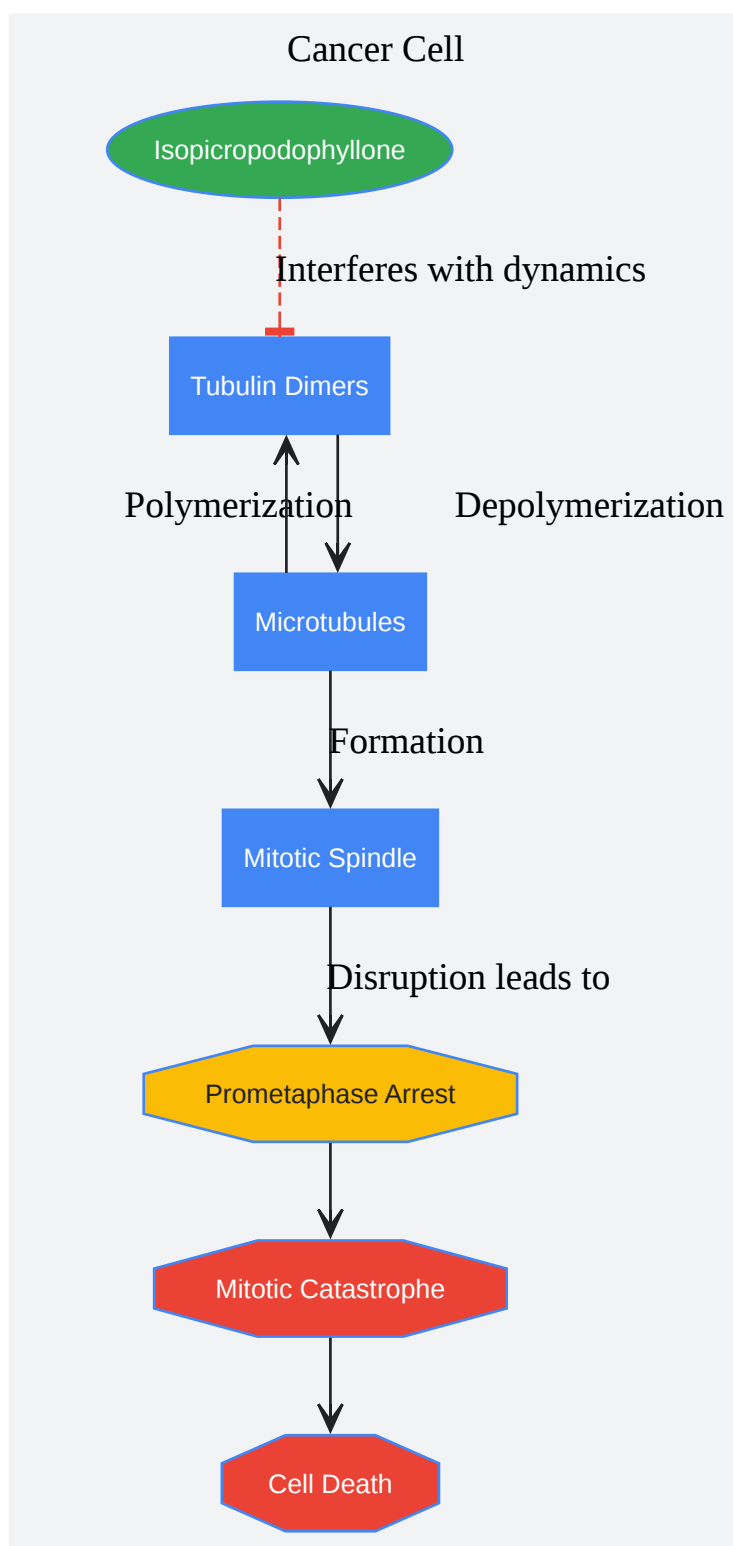 Cancer Cell
Isopicropodophyllone
Interferes with dynamics
Tubulin Dimers
Polymerization
Depolymerization
Microtubules
Formation
Mitotic Spindle
Disruption leads to
Prometaphase Arrest
Mitotic Catastrophe
Cell Death